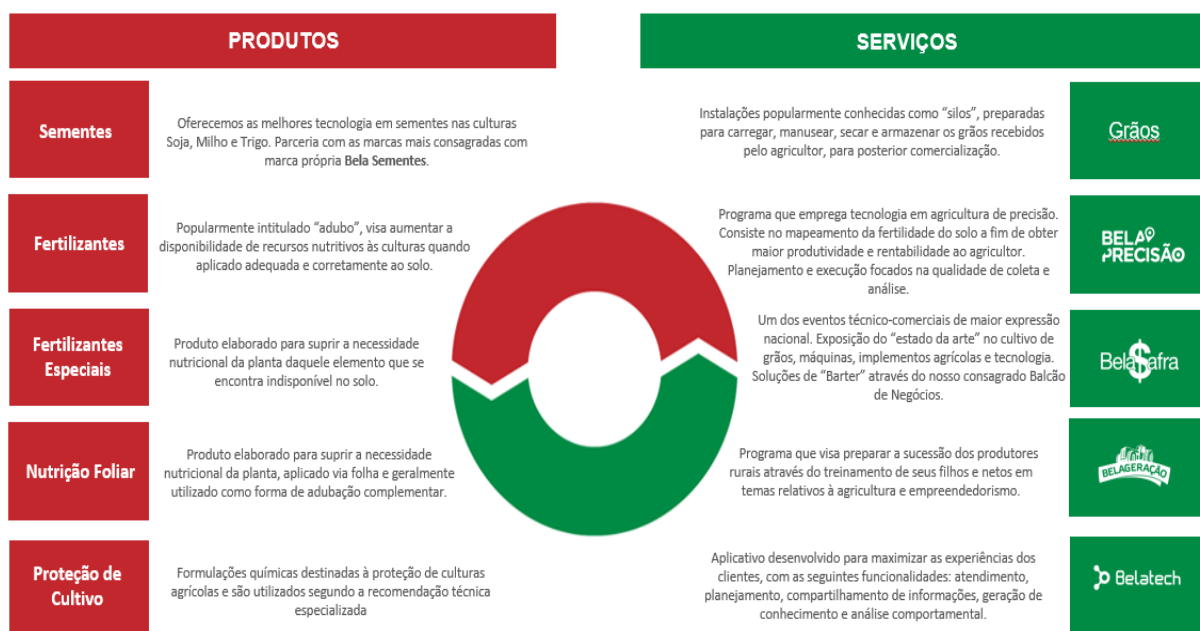 PRODUTOS
Sementes
Oferecemos as melhores tecnologia em sementes nas culturas
Soja, Milho e Trigo. Parceria com as marcas mais consagradas com
marca própria Bela Sementes.
Fertilizantes
Popularmente intitulado “adubo”, visa aumentar a
disponibilidade de recursos nutritivos às culturas quando
aplicado adequada e corretamente ao solo.
Fertilizantes
Especiais
Produto elaborado para suprir a necessidade
nutricional da planta daquele elemento que se
encontra indisponível no solo.
Nutrição Foliar
Produto elaborado para suprir a necessidade
nutricional da planta, aplicado via folha e geralmente
utilizado como forma de adubação complementar.
Proteção de
Cultivo
Formulações químicas destinadas à proteção de culturas
agrícolas e são utilizados segundo a recomendação técnica
especializada
SERVIÇOS
Instalações popularmente conhecidas como “silos”, preparadas
para carregar, manusear, secar e armazenar os grãos recebidos
pelo agricultor, para posterior comercialização.
Grãos
Programa que emprega tecnologia em agricultura de precisão.
Consiste no mapeamento da fertilidade do solo a fim de obter
maior produtividade e rentabilidade ao agricultor.
Planejamento e execução focados na qualidade de coleta e
análise.
BELA
PRECISÃO
Um dos eventos técnico-comerciais de maior expressão
nacional. Exposição do “estado da arte” no cultivo de
grãos, máquinas, implementos agrícolas e tecnologia.
Soluções de “Barter” através do nosso consagrado Balcão
de Negócios.
Bela$afra
Programa que visa preparar a sucessão dos produtores
rurais através do treinamento de seus filhos e netos em
temas relativos à agricultura e empreendedorismo.
BELAGERAÇÃO
Aplicativo desenvolvido para maximizar as experiências dos
clientes, com as seguintes funcionalidades: atendimento,
planejamento, compartilhamento de informações, geração de
conhecimento e análise comportamental.
Belatech